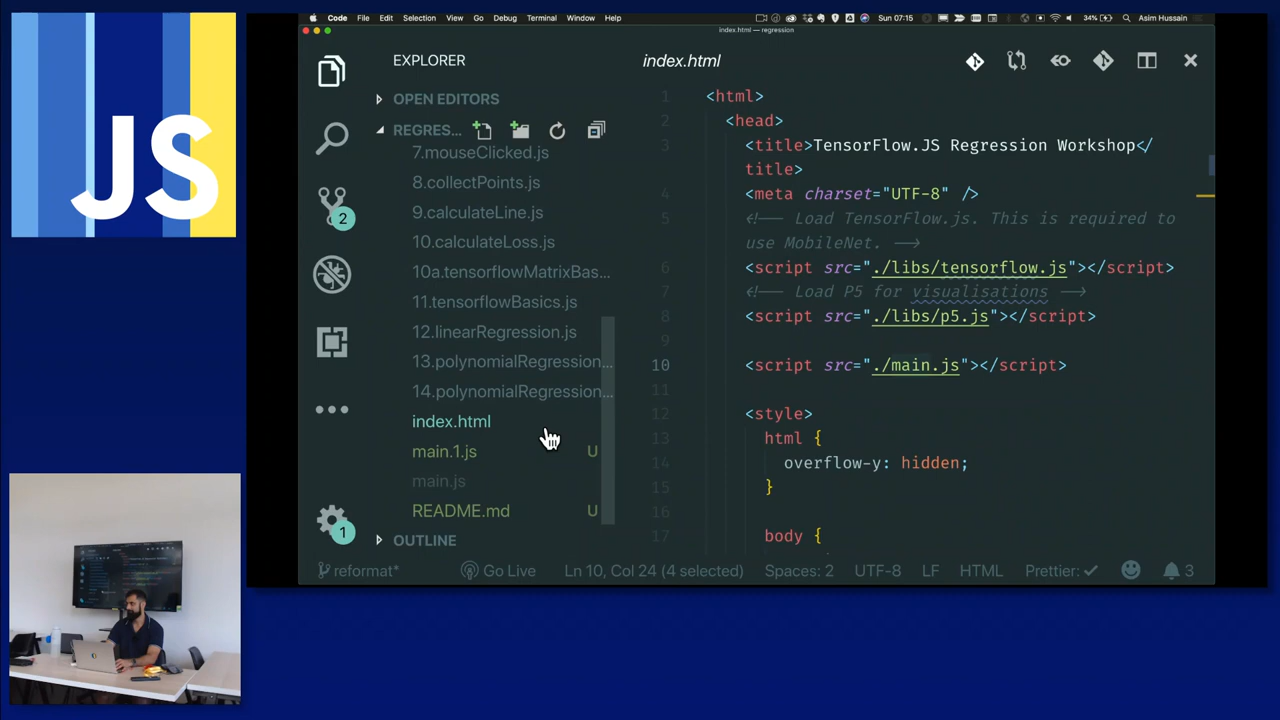 JS
Code File Edit Selection View Go Debug Terminal Window Help Sun 07:15 34% Asim Hussain
index.html — regression
EXPLORER
OPEN EDITORS
REGRES...
7.mouseClicked.js
8.collectPoints.js
9.calculateLine.js
10.calculateLoss.js
10a.tensorflowMatrixBas...
11.tensorflowBasics.js
12.linearRegression.js
13.polynomialRegression...
14.polynomialRegression...
index.html
main.1.js U
main.js
README.md U
OUTLINE
2
1
index.html
1 <html>
2 <head>
3 <title>TensorFlow.JS Regression Workshop</
title>
4 <meta charset="UTF-8" />
5 <!-- Load TensorFlow.js. This is required to
use MobileNet. -->
6 <script src="./libs/tensorflow.js"></script>
7 <!-- Load P5 for visualisations -->
8 <script src="./libs/p5.js"></script>
9
10 <script src="./main.js"></script>
11
12 <style>
13 html {
14 overflow-y: hidden;
15 }
16
17 body {
reformat* Go Live Ln 10, Col 24 (4 selected) Spaces: 2 UTF-8 LF HTML Prettier: ✓ 3